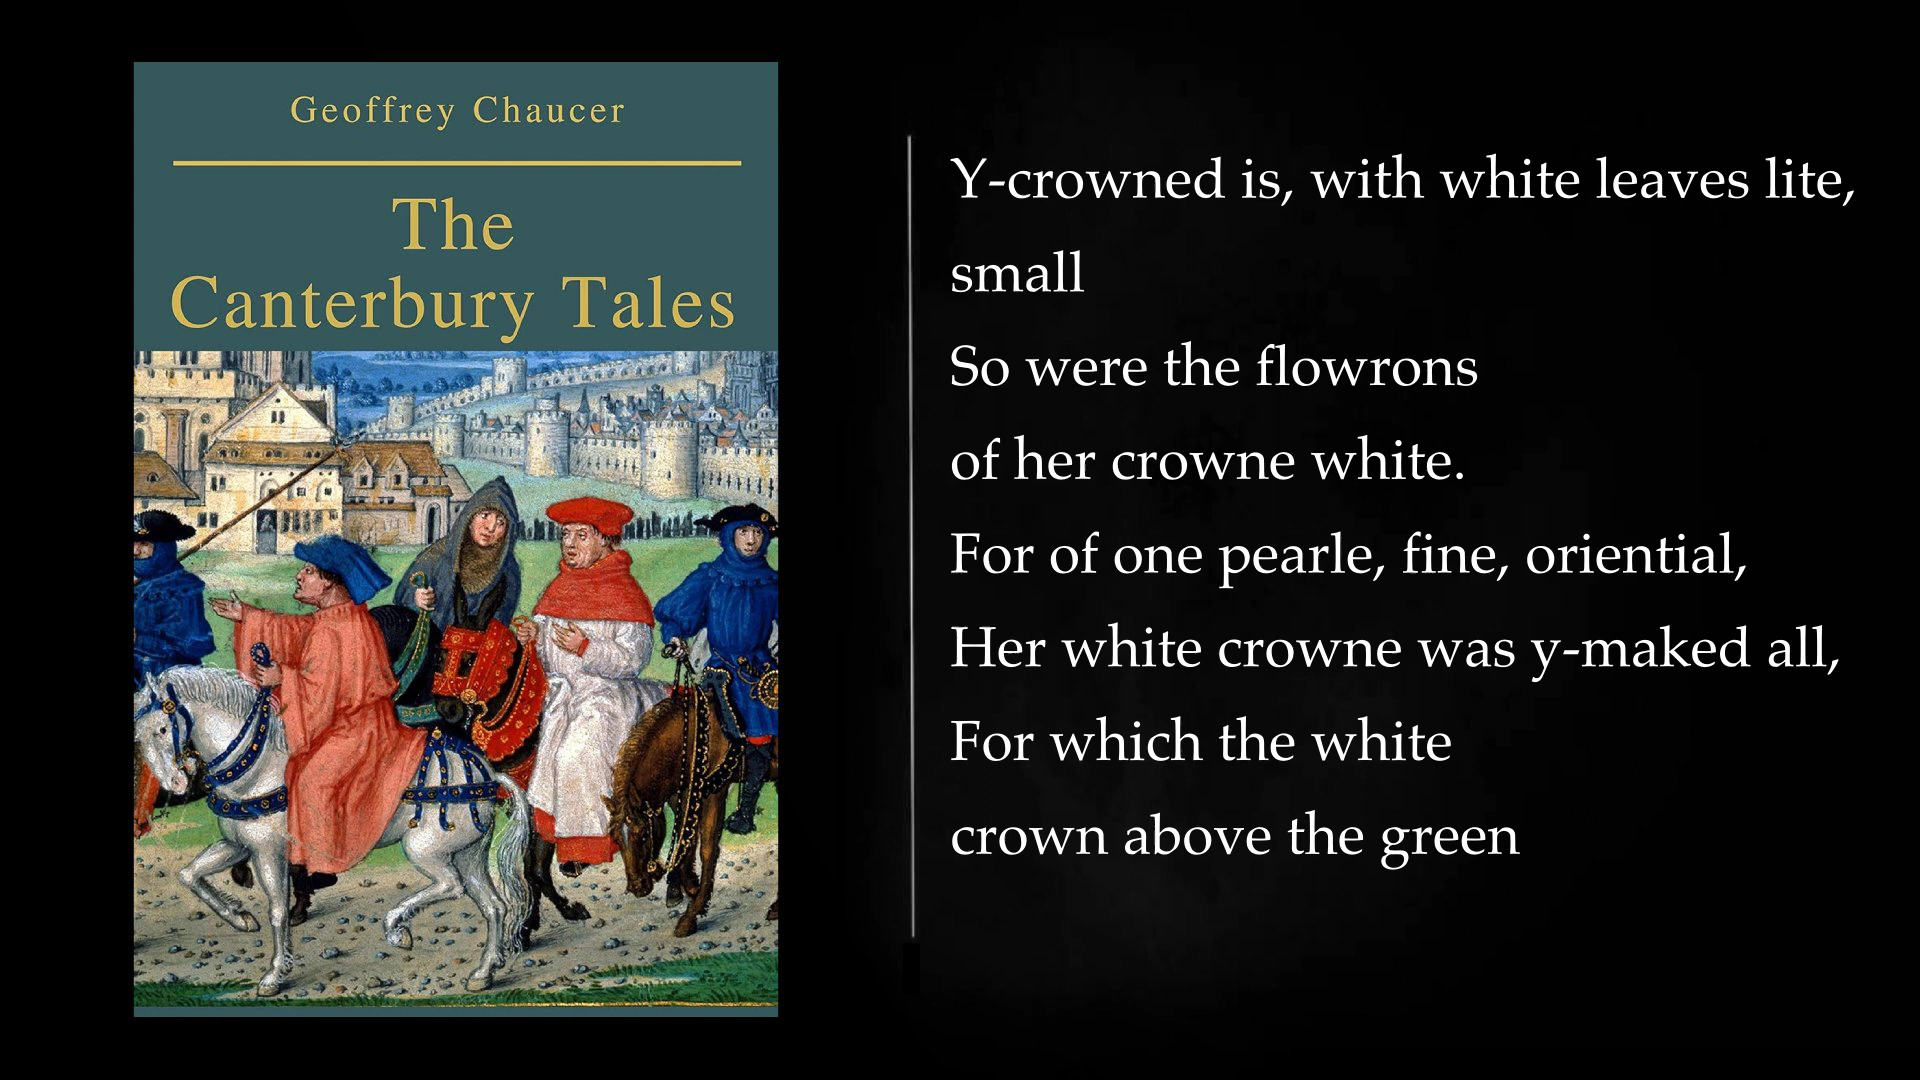 Geoffrey Chaucer
The
Canterbury Tales
Y-crowned is, with white leaves lite,
small
So were the flowrons
of her crowne white.
For of one pearle, fine, oriential,
Her white crowne was y-maked all,
For which the white
crown above the green